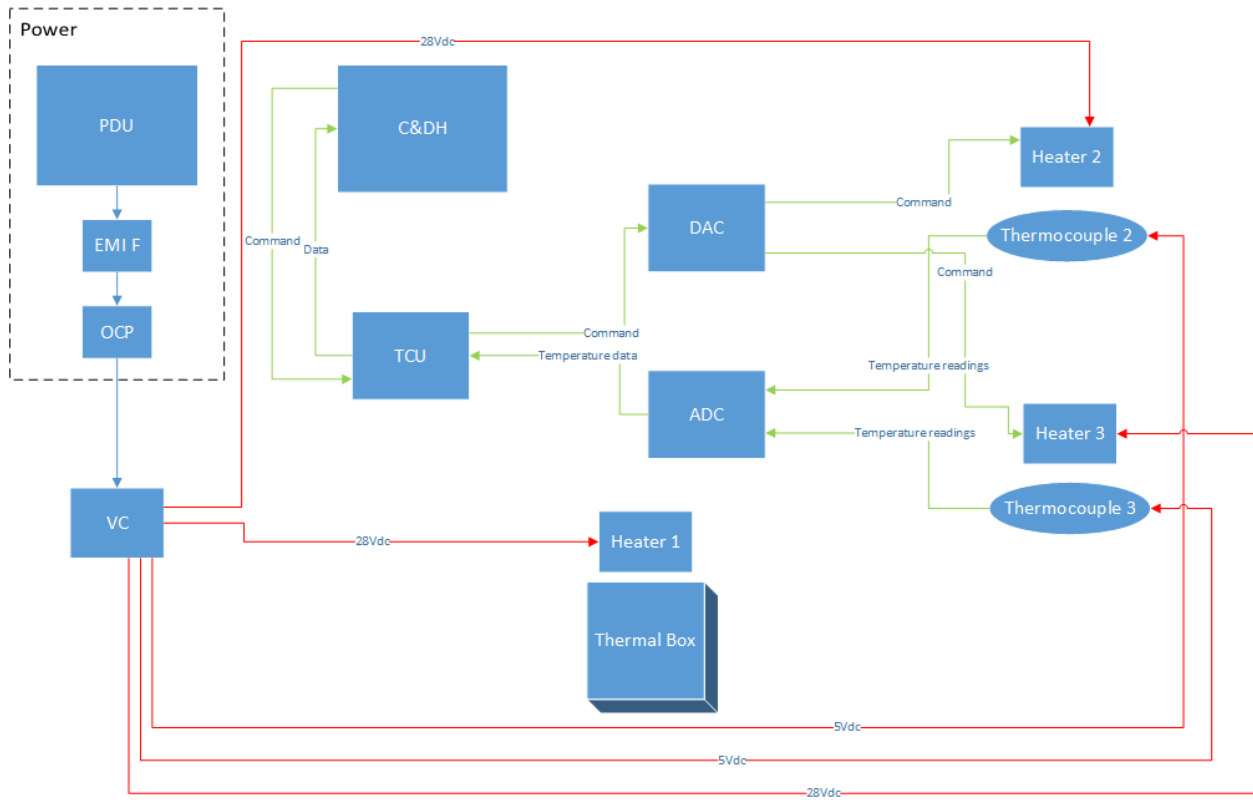 Power
28Vdc
PDU
C&DH
Heater 2
DAC
Command
EMI F
Command
Data
Thermocouple 2
Command
OCP
TCU
Command
Temperature data
Temperature readings
ADC
Temperature readings
Heater 3
VC
Thermocouple 3
28Vdc
Heater 1
Thermal Box
5Vdc
5Vdc
28Vdc